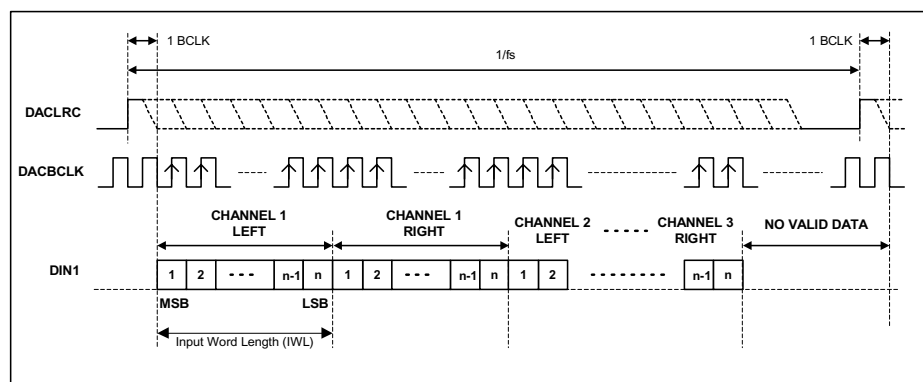 1 BCLK
1 BCLK
1/fs
DACLRC
DACBCLK
CHANNEL 1
LEFT
CHANNEL 1
RIGHT
CHANNEL 2
LEFT
CHANNEL 3
RIGHT
NO VALID DATA
DIN1
1 2 n-1 n 1 2 n-1 n 1 2 n-1 n
MSB LSB
Input Word Length (IWL)